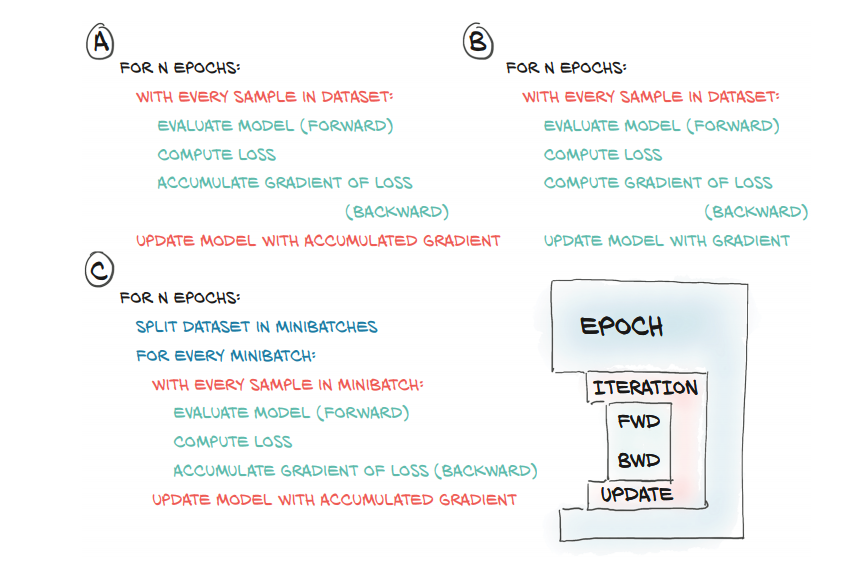 A
FOR N EPOCHS:
WITH EVERY SAMPLE IN DATASET:
EVALUATE MODEL (FORWARD)
COMPUTE LOSS
ACCUMULATE GRADIENT OF LOSS
(BACKWARD)
UPDATE MODEL WITH ACCUMULATED GRADIENT
B
FOR N EPOCHS:
WITH EVERY SAMPLE IN DATASET:
EVALUATE MODEL (FORWARD)
COMPUTE LOSS
COMPUTE GRADIENT OF LOSS
(BACKWARD)
UPDATE MODEL WITH GRADIENT
C
FOR N EPOCHS:
SPLIT DATASET IN MINIBATCHES
FOR EVERY MINIBATCH:
WITH EVERY SAMPLE IN MINIBATCH:
EVALUATE MODEL (FORWARD)
COMPUTE LOSS
ACCUMULATE GRADIENT OF LOSS (BACKWARD)
UPDATE MODEL WITH ACCUMULATED GRADIENT
EPOCH
ITERATION
FWD
BWD
UPDATE